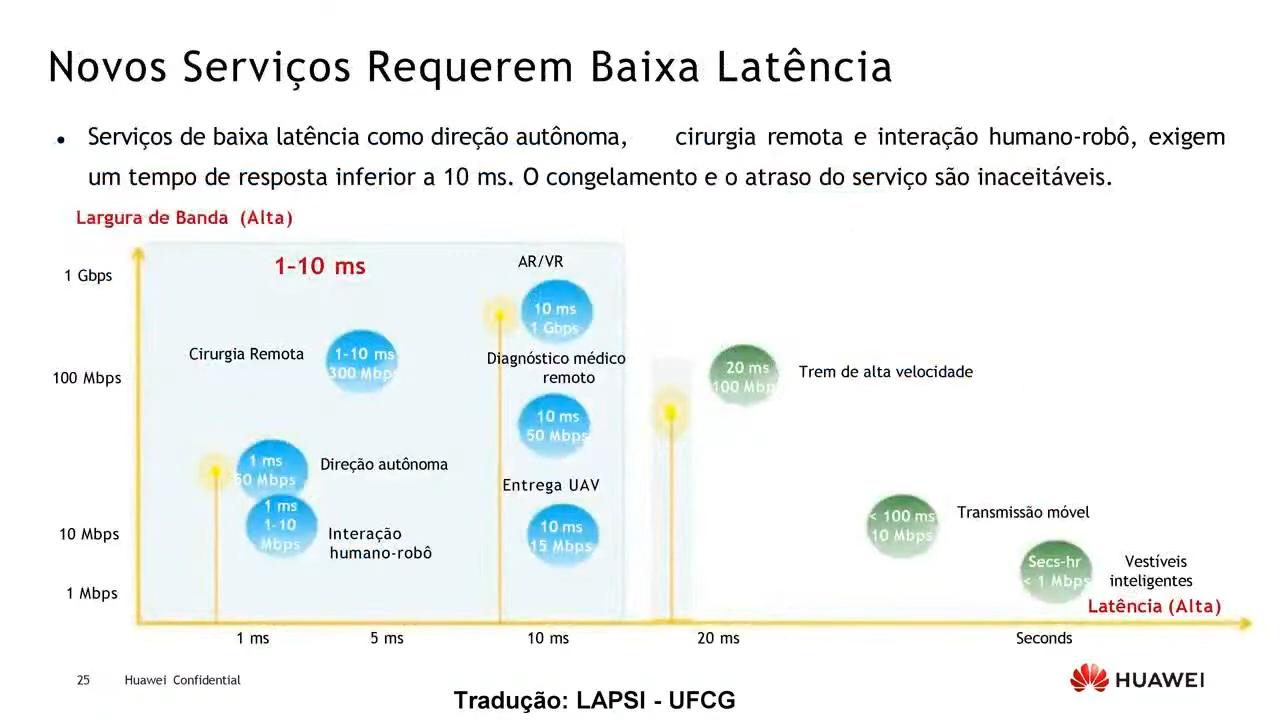 Novos Serviços Requerem Baixa Latência
• Serviços de baixa latência como direção autônoma, cirurgia remota e interação humano-robô, exigem
um tempo de resposta inferior a 10 ms. O congelamento e o atraso do serviço são inaceitáveis.
Largura de Banda (Alta)
1 Gbps
100 Mbps
10 Mbps
1 Mbps
1-10 ms
Cirurgia Remota
1-10 ms
300 Mbps
1 ms
50 Mbps
Direção autônoma
1 ms
1-10
Mbps
Interação
humano-robô
AR/VR
10 ms
1 Gbps
Diagnóstico médico
remoto
10 ms
50 Mbps
Entrega UAV
10 ms
15 Mbps
20 ms
100 Mbp
Trem de alta velocidade
< 100 ms
10 Mbps
Transmissão móvel
Secs-hr
< 1 Mbps
Vestíveis
inteligentes
Latência (Alta)
1 ms
5 ms
10 ms
20 ms
Seconds
25
Huawei Confidential
HUAWEI
Tradução: LAPSI - UFCG